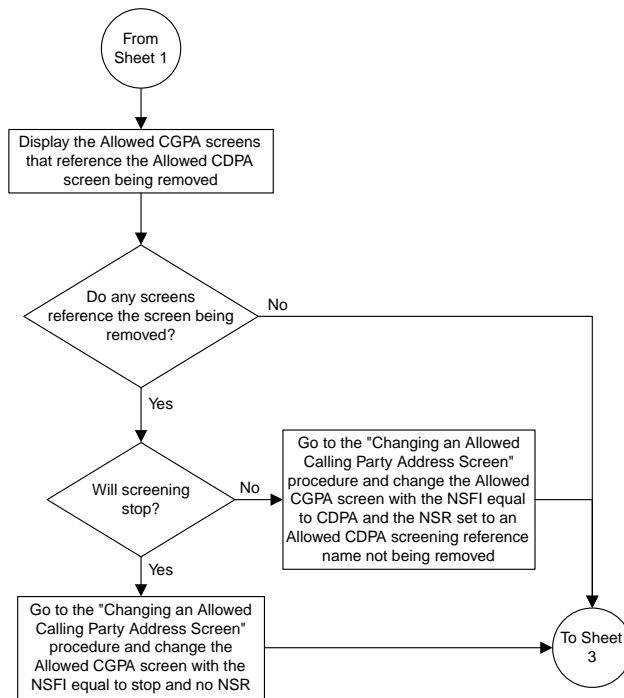 From
Sheet 1
Display the Allowed CGPA screens
that reference the Allowed CDPA
screen being removed
Do any screens
reference the screen being
removed?
No
Yes
Will screening
stop?
No
Go to the "Changing an Allowed
Calling Party Address Screen"
procedure and change the Allowed
CGPA screen with the NSFI equal
to CDPA and the NSR set to an
Allowed CDPA screening reference
name not being removed
Yes
Go to the "Changing an Allowed
Calling Party Address Screen"
procedure and change the
Allowed CGPA screen with the
NSFI equal to stop and no NSR
To Sheet
3